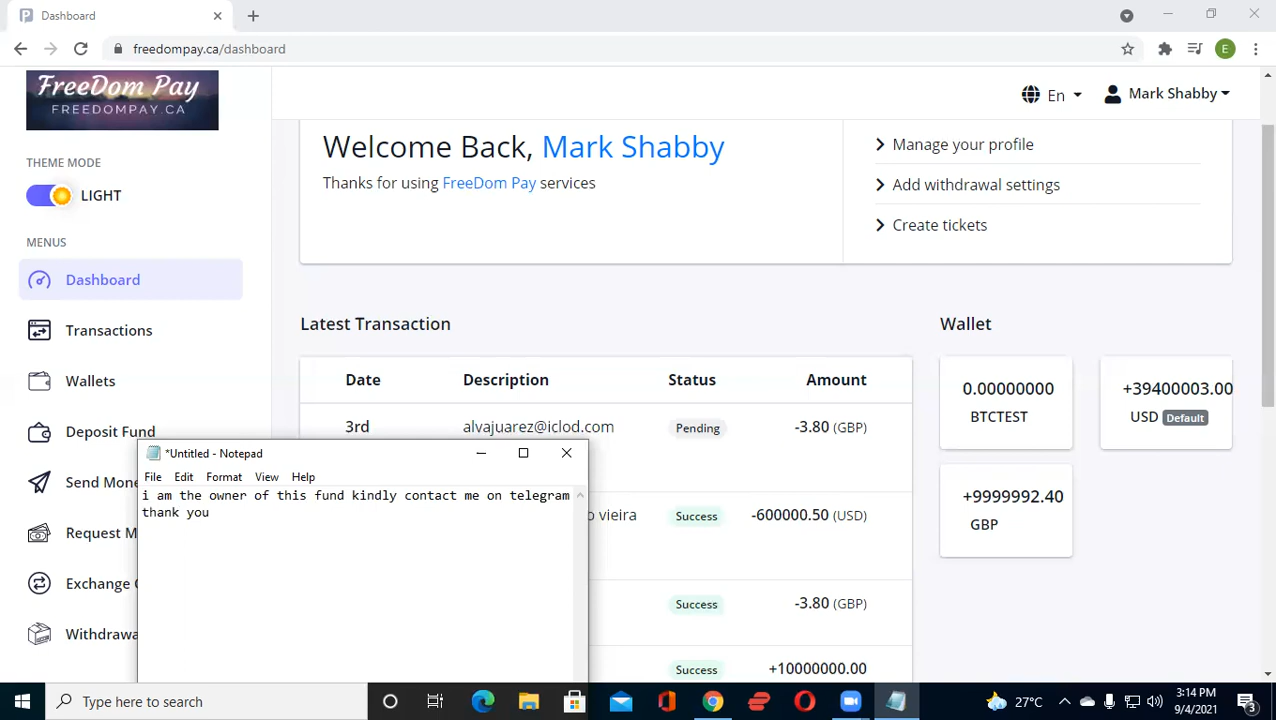 Dashboard
freedompay.ca/dashboard
E
FreeDom Pay
FREEDOMPAY.CA
En
Mark Shabby
THEME MODE
LIGHT
MENUS
Dashboard
Transactions
Wallets
Deposit Fund
Send Mone
Request M
Exchange
Withdrawa
Welcome Back, Mark Shabby
Thanks for using FreeDom Pay services
Manage your profile
Add withdrawal settings
Create tickets
Latest Transaction
Date Description Status Amount
3rd alvajuarez@iclod.com Pending -3.80 (GBP)
o vieira Success -600000.50 (USD)
Success -3.80 (GBP)
Success +10000000.00
Wallet
0.00000000
BTCTEST
+39400003.00
USD Default
+9999992.40
GBP
*Untitled - Notepad
File Edit Format View Help
i am the owner of this fund kindly contact me on telegram
thank you
Type here to search
27°C
3:14 PM
9/4/2021
3